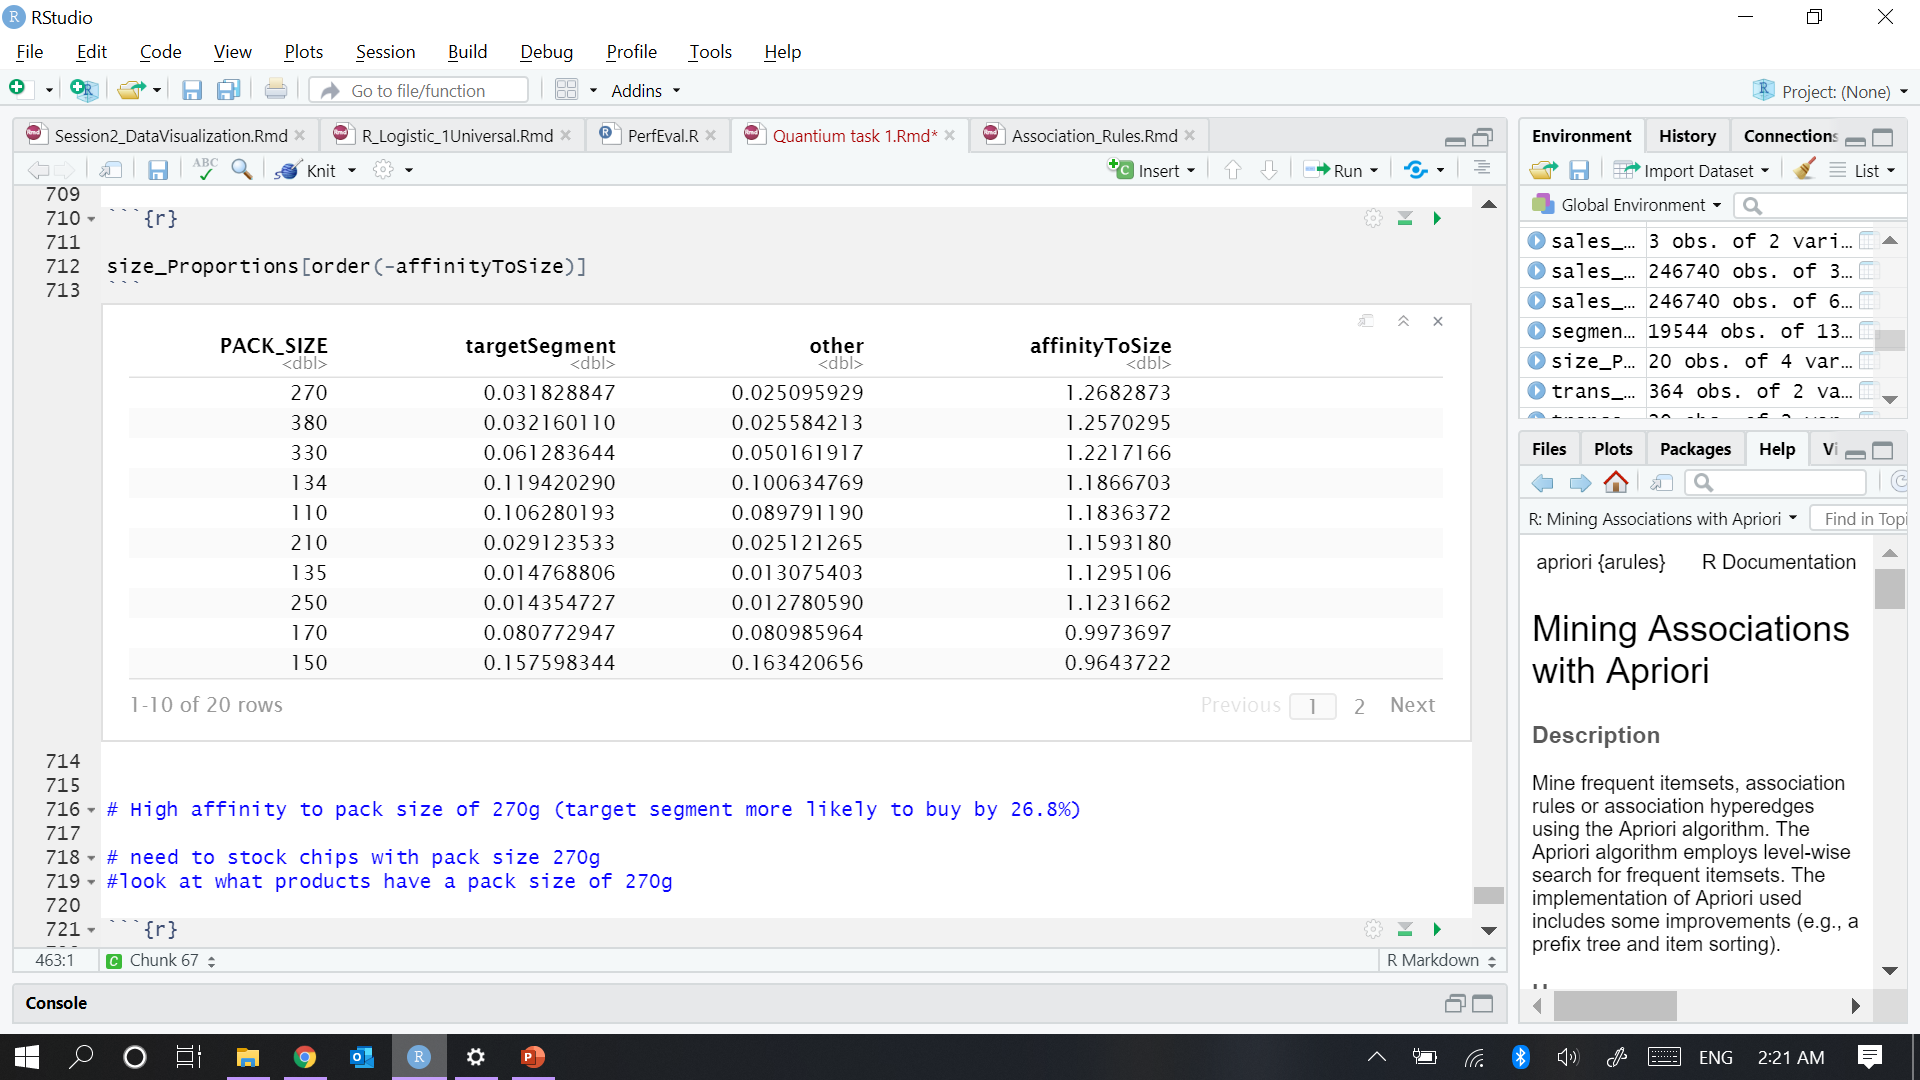 RStudio
File Edit Code View Plots Session Build Debug Profile Tools Help
Go to file/function Addins Project: (None)
Session2_DataVisualization.Rmd R_Logistic_1Universal.Rmd PerfEval.R Quantium task 1.Rmd* Association_Rules.Rmd
ABC Knit Insert Run
709
710 ```{r}
711
712 size_Proportions[order(-affinityToSize)]
713 ```
PACK_SIZE targetSegment other affinityToSize
<dbl> <dbl> <dbl> <dbl>
270 0.031828847 0.025095929 1.2682873
380 0.032160110 0.025584213 1.2570295
330 0.061283644 0.050161917 1.2217166
134 0.119420290 0.100634769 1.1866703
110 0.106280193 0.089791190 1.1836372
210 0.029123533 0.025121265 1.1593180
135 0.014768806 0.013075403 1.1295106
250 0.014354727 0.012780590 1.1231662
170 0.080772947 0.080985964 0.9973697
150 0.157598344 0.163420656 0.9643722
1-10 of 20 rows Previous 1 2 Next
714
715
716 # High affinity to pack size of 270g (target segment more likely to buy by 26.8%)
717
718 # need to stock chips with pack size 270g
719 #look at what products have a pack size of 270g
720
721 ```{r}
463:1 Chunk 67 R Markdown
Console
Environment History Connections
Import Dataset List
Global Environment
sales_… 3 obs. of 2 vari…
sales_… 246740 obs. of 3…
sales_… 246740 obs. of 6…
segmen… 19544 obs. of 13…
size_P… 20 obs. of 4 var…
trans_… 364 obs. of 2 va…
Files Plots Packages Help Vi
R: Mining Associations with Apriori Find in Topi
apriori {arules} R Documentation
Mining Associations
with Apriori
Description
Mine frequent itemsets, association
rules or association hyperedges
using the Apriori algorithm. The
Apriori algorithm employs level-wise
search for frequent itemsets. The
implementation of Apriori used
includes some improvements (e.g., a
prefix tree and item sorting).
ENG 2:21 AM